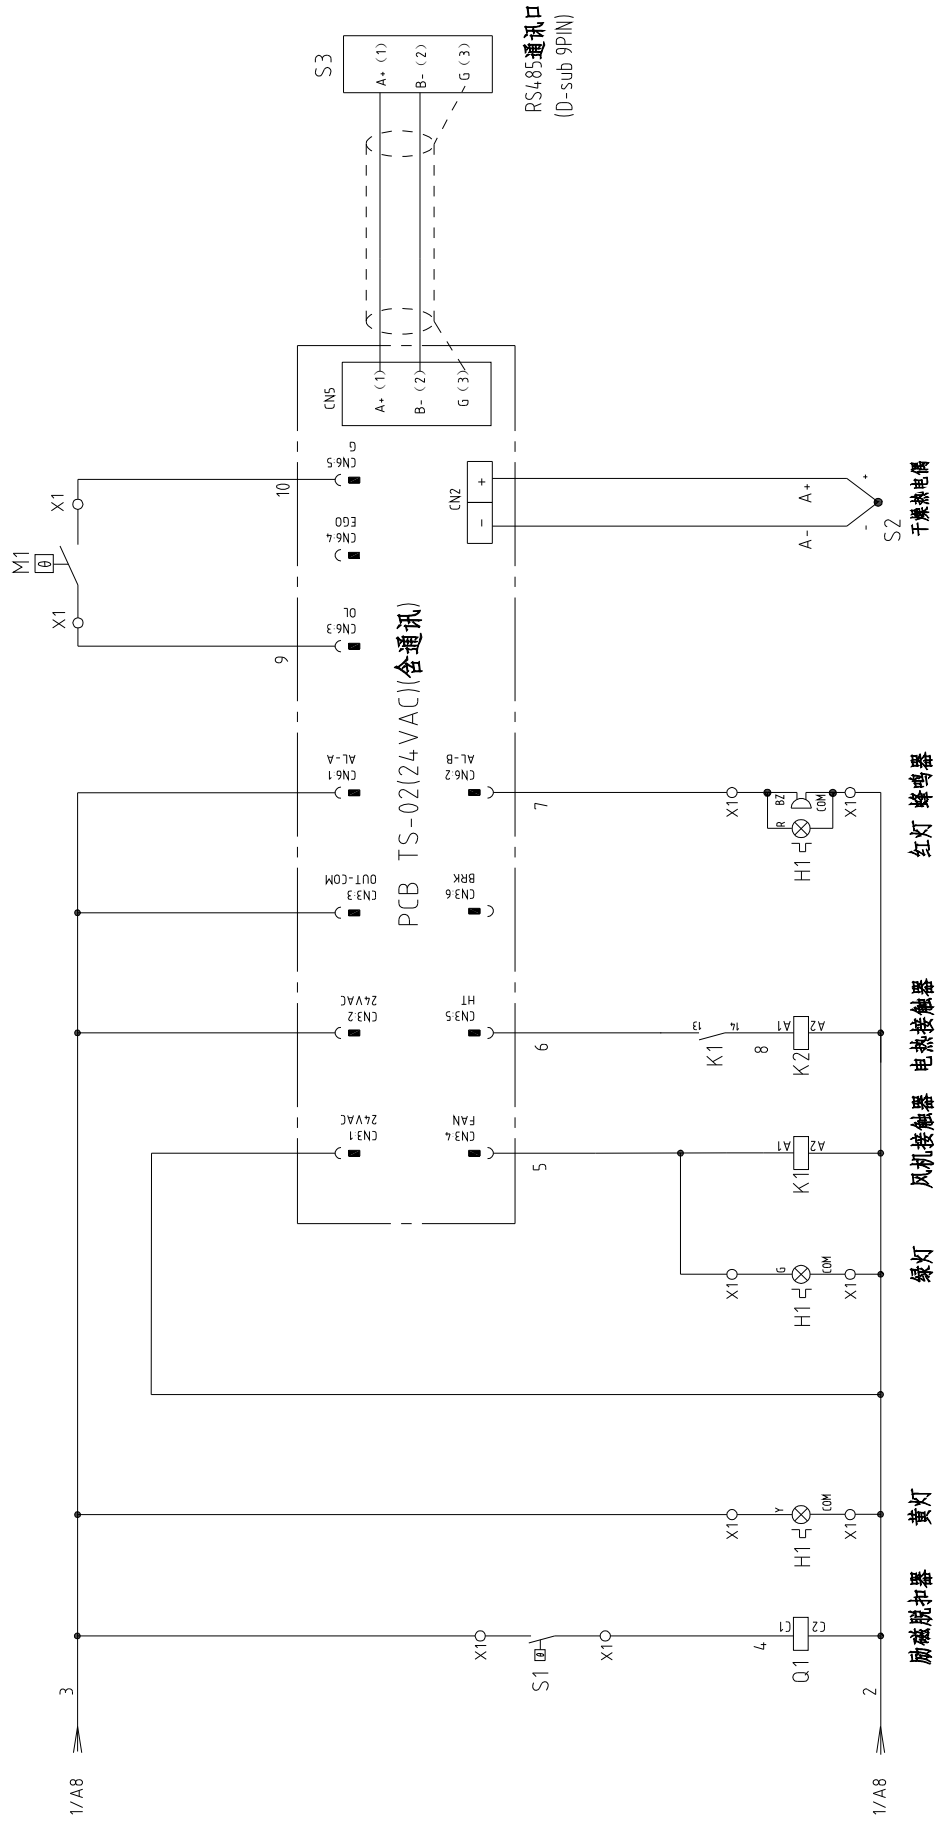 1/A8
3
X1
M1
θ
X1
9
10
CN3:1
24VAC
CN3:2
24VAC
CN3:3
OUT-COM
CN6:1
AL-A
CN6:3
OL
CN6:4
EGO
CN6:5
G
CN5
A+ (1)
B- (2)
G (3)
S3
A+ (1)
B- (2)
G (3)
RS485通讯口
(D-sub 9PIN)
PCB TS-02(24VAC)(含通讯)
CN3:4
FAN
CN3:5
HT
CN3:6
BRK
CN6:2
AL-B
CN2
- +
5
6
7
A-
A+
- +
S2
干燥热电偶
X1
S1
θ
X1
4
Q1
C1
C2
X1
Y
H1
COM
X1
X1
G
H1
COM
X1
K1
A1
A2
K1
13
14
8
K2
A1
A2
X1
R
BZ
H1
COM
X1
1/A8
2
励磁脱扣器
黄灯
绿灯
风机接触器
电热接触器
红灯 蜂鸣器